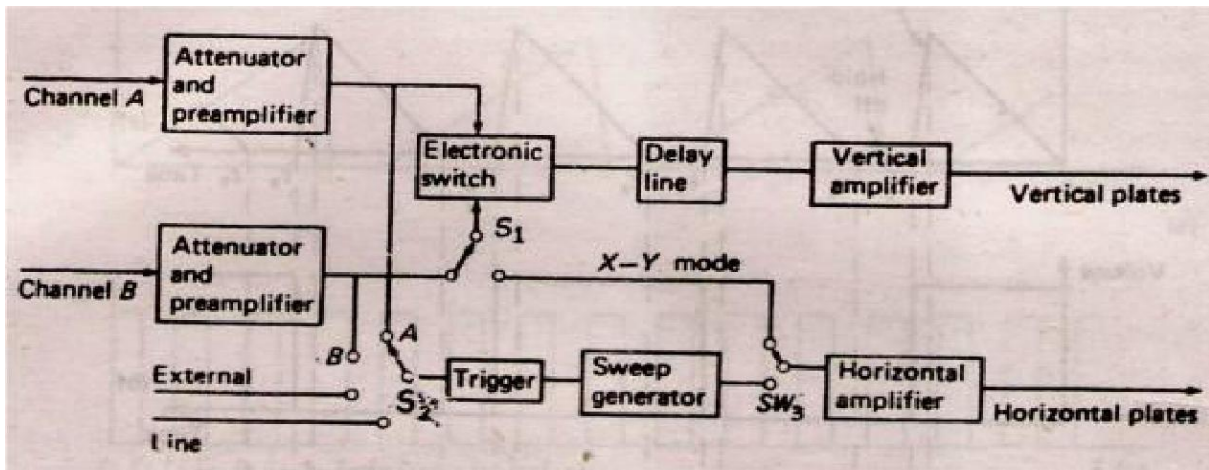 Attenuator
and
preamplifier
Channel A
Electronic
switch
Delay
line
Vertical
amplifier
Vertical plates
S1
Attenuator
and
preamplifier
Channel B
X–Y mode
A
B
External
Line
S2
Trigger
Sweep
generator
SW3
Horizontal
amplifier
Horizontal plates